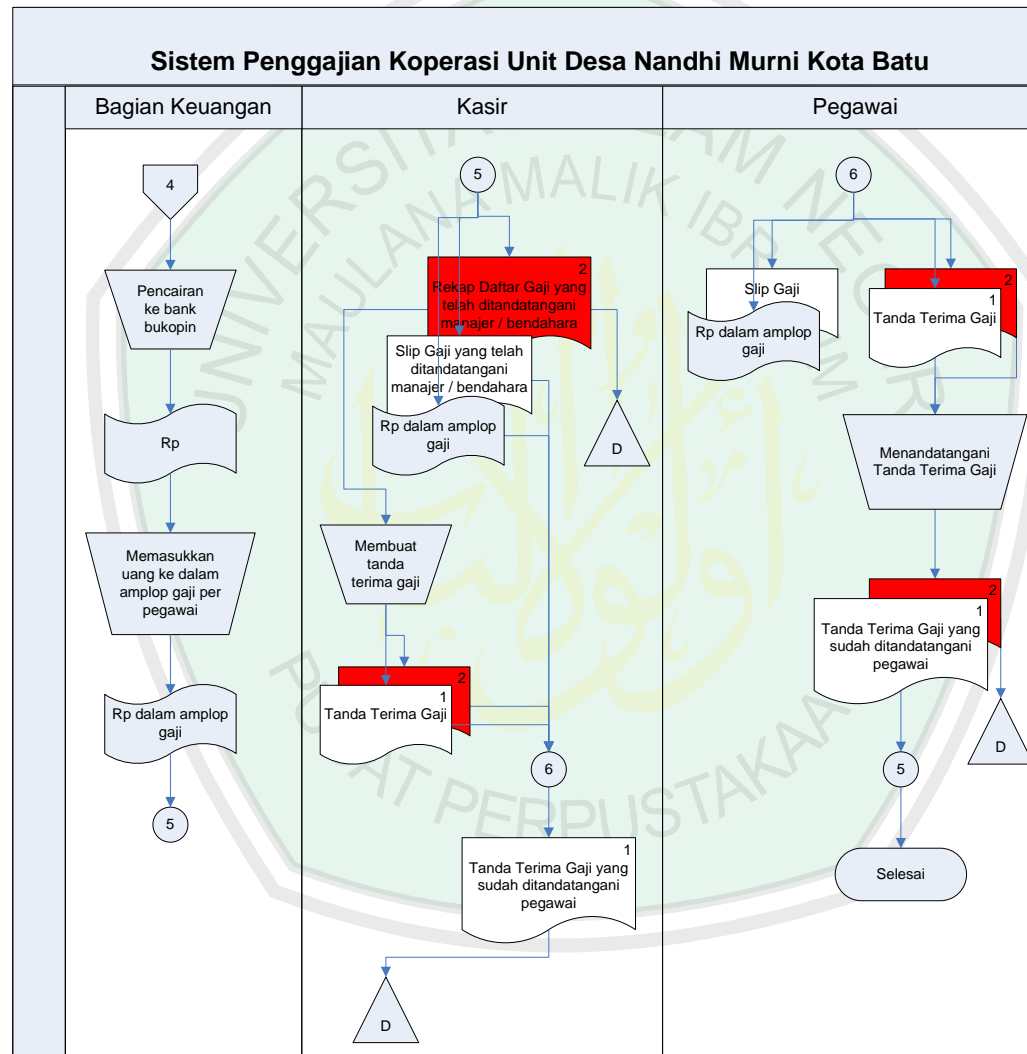 Sistem Penggajian Koperasi Unit Desa Nandhi Murni Kota Batu
Bagian Keuangan
Kasir
Pegawai
4
Pencairan
ke bank
bukopin
Rp
Memasukkan
uang ke dalam
amplop gaji per
pegawai
Rp dalam amplop
gaji
5
5
2
Rekap Daftar Gaji yang
telah ditandatangani
manajer / bendahara
Slip Gaji yang telah
ditandatangani
manajer / bendahara
Rp dalam amplop
gaji
D
Membuat
tanda
terima gaji
2
1
Tanda Terima Gaji
6
1
Tanda Terima Gaji yang
sudah ditandatangani
pegawai
D
6
Slip Gaji
Rp dalam amplop
gaji
2
1
Tanda Terima Gaji
Menandatangani
Tanda Terima Gaji
2
1
Tanda Terima Gaji yang
sudah ditandatangani
pegawai
D
5
Selesai
MAULANA MALIK IBRAHIM
PUSAT PERPUSTAKAAN